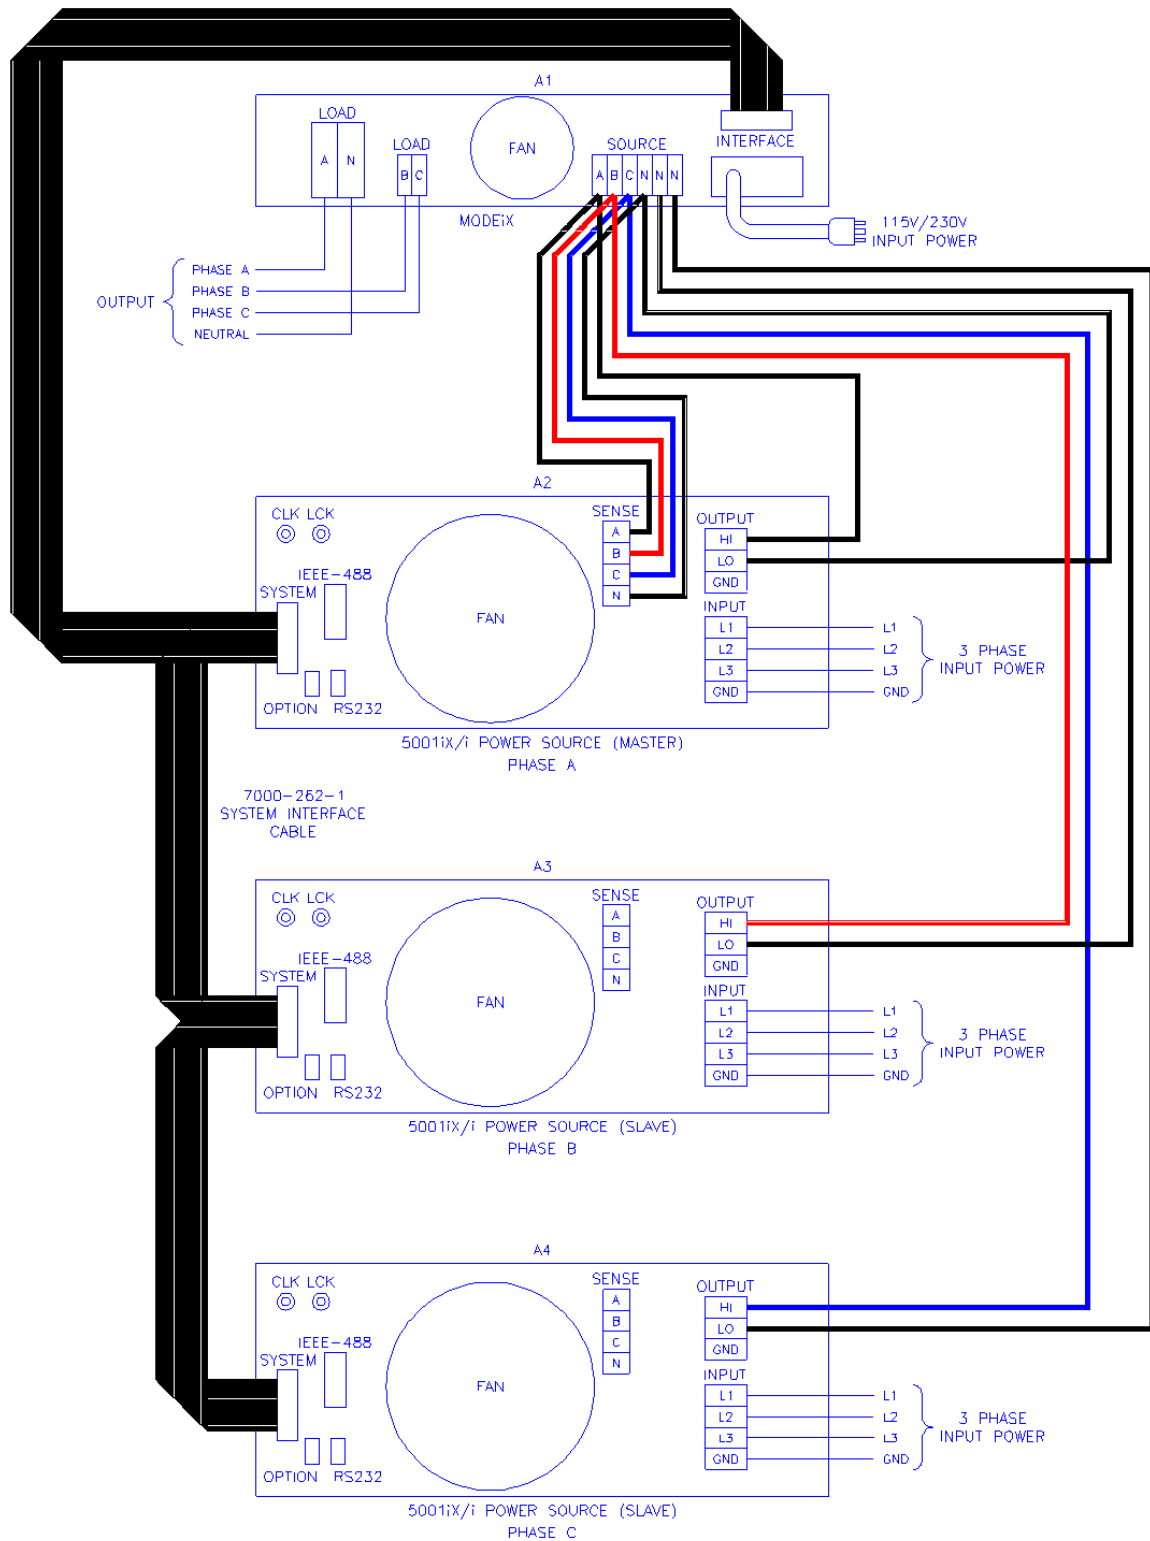 A1
LOAD
A N
LOAD
B C
FAN
SOURCE
A B C N N N
INTERFACE
MODEiX
115V/230V
INPUT POWER
OUTPUT
PHASE A
PHASE B
PHASE C
NEUTRAL
A2
CLK LCK
IEEE-488
SYSTEM
OPTION RS232
FAN
SENSE
A
B
C
N
OUTPUT
HI
LO
GND
INPUT
L1 L1
L2 L2
L3 L3
GND GND
3 PHASE
INPUT POWER
5001iX/i POWER SOURCE (MASTER)
PHASE A
7000-262-1
SYSTEM INTERFACE
CABLE
A3
CLK LCK
IEEE-488
SYSTEM
OPTION RS232
FAN
SENSE
A
B
C
N
OUTPUT
HI
LO
GND
INPUT
L1 L1
L2 L2
L3 L3
GND GND
3 PHASE
INPUT POWER
5001iX/i POWER SOURCE (SLAVE)
PHASE B
A4
CLK LCK
IEEE-488
SYSTEM
OPTION RS232
FAN
SENSE
A
B
C
N
OUTPUT
HI
LO
GND
INPUT
L1 L1
L2 L2
L3 L3
GND GND
3 PHASE
INPUT POWER
5001iX/i POWER SOURCE (SLAVE)
PHASE C